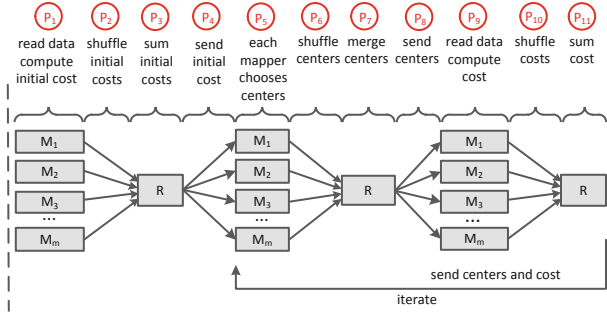 P1 P2 P3 P4 P5 P6 P7 P8 P9 P10 P11
read data
compute
initial cost
shuffle
initial
costs
sum
initial
costs
send
initial
cost
each
mapper
chooses
centers
shuffle
centers
merge
centers
send
centers
read data
compute
cost
shuffle
costs
sum
cost
M1 M1 M1
M2 M2 M2
R R R
M3 M3 M3
... ... ...
Mm Mm Mm
send centers and cost
iterate